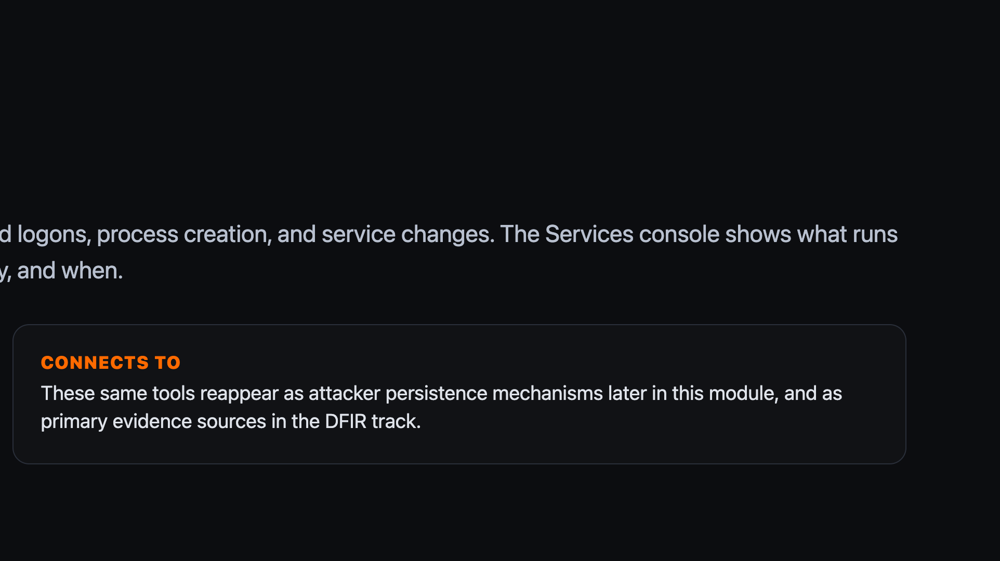 d logons, process creation, and service changes. The Services console shows what runs
y, and when.
CONNECTS TO
These same tools reappear as attacker persistence mechanisms later in this module, and as
primary evidence sources in the DFIR track.